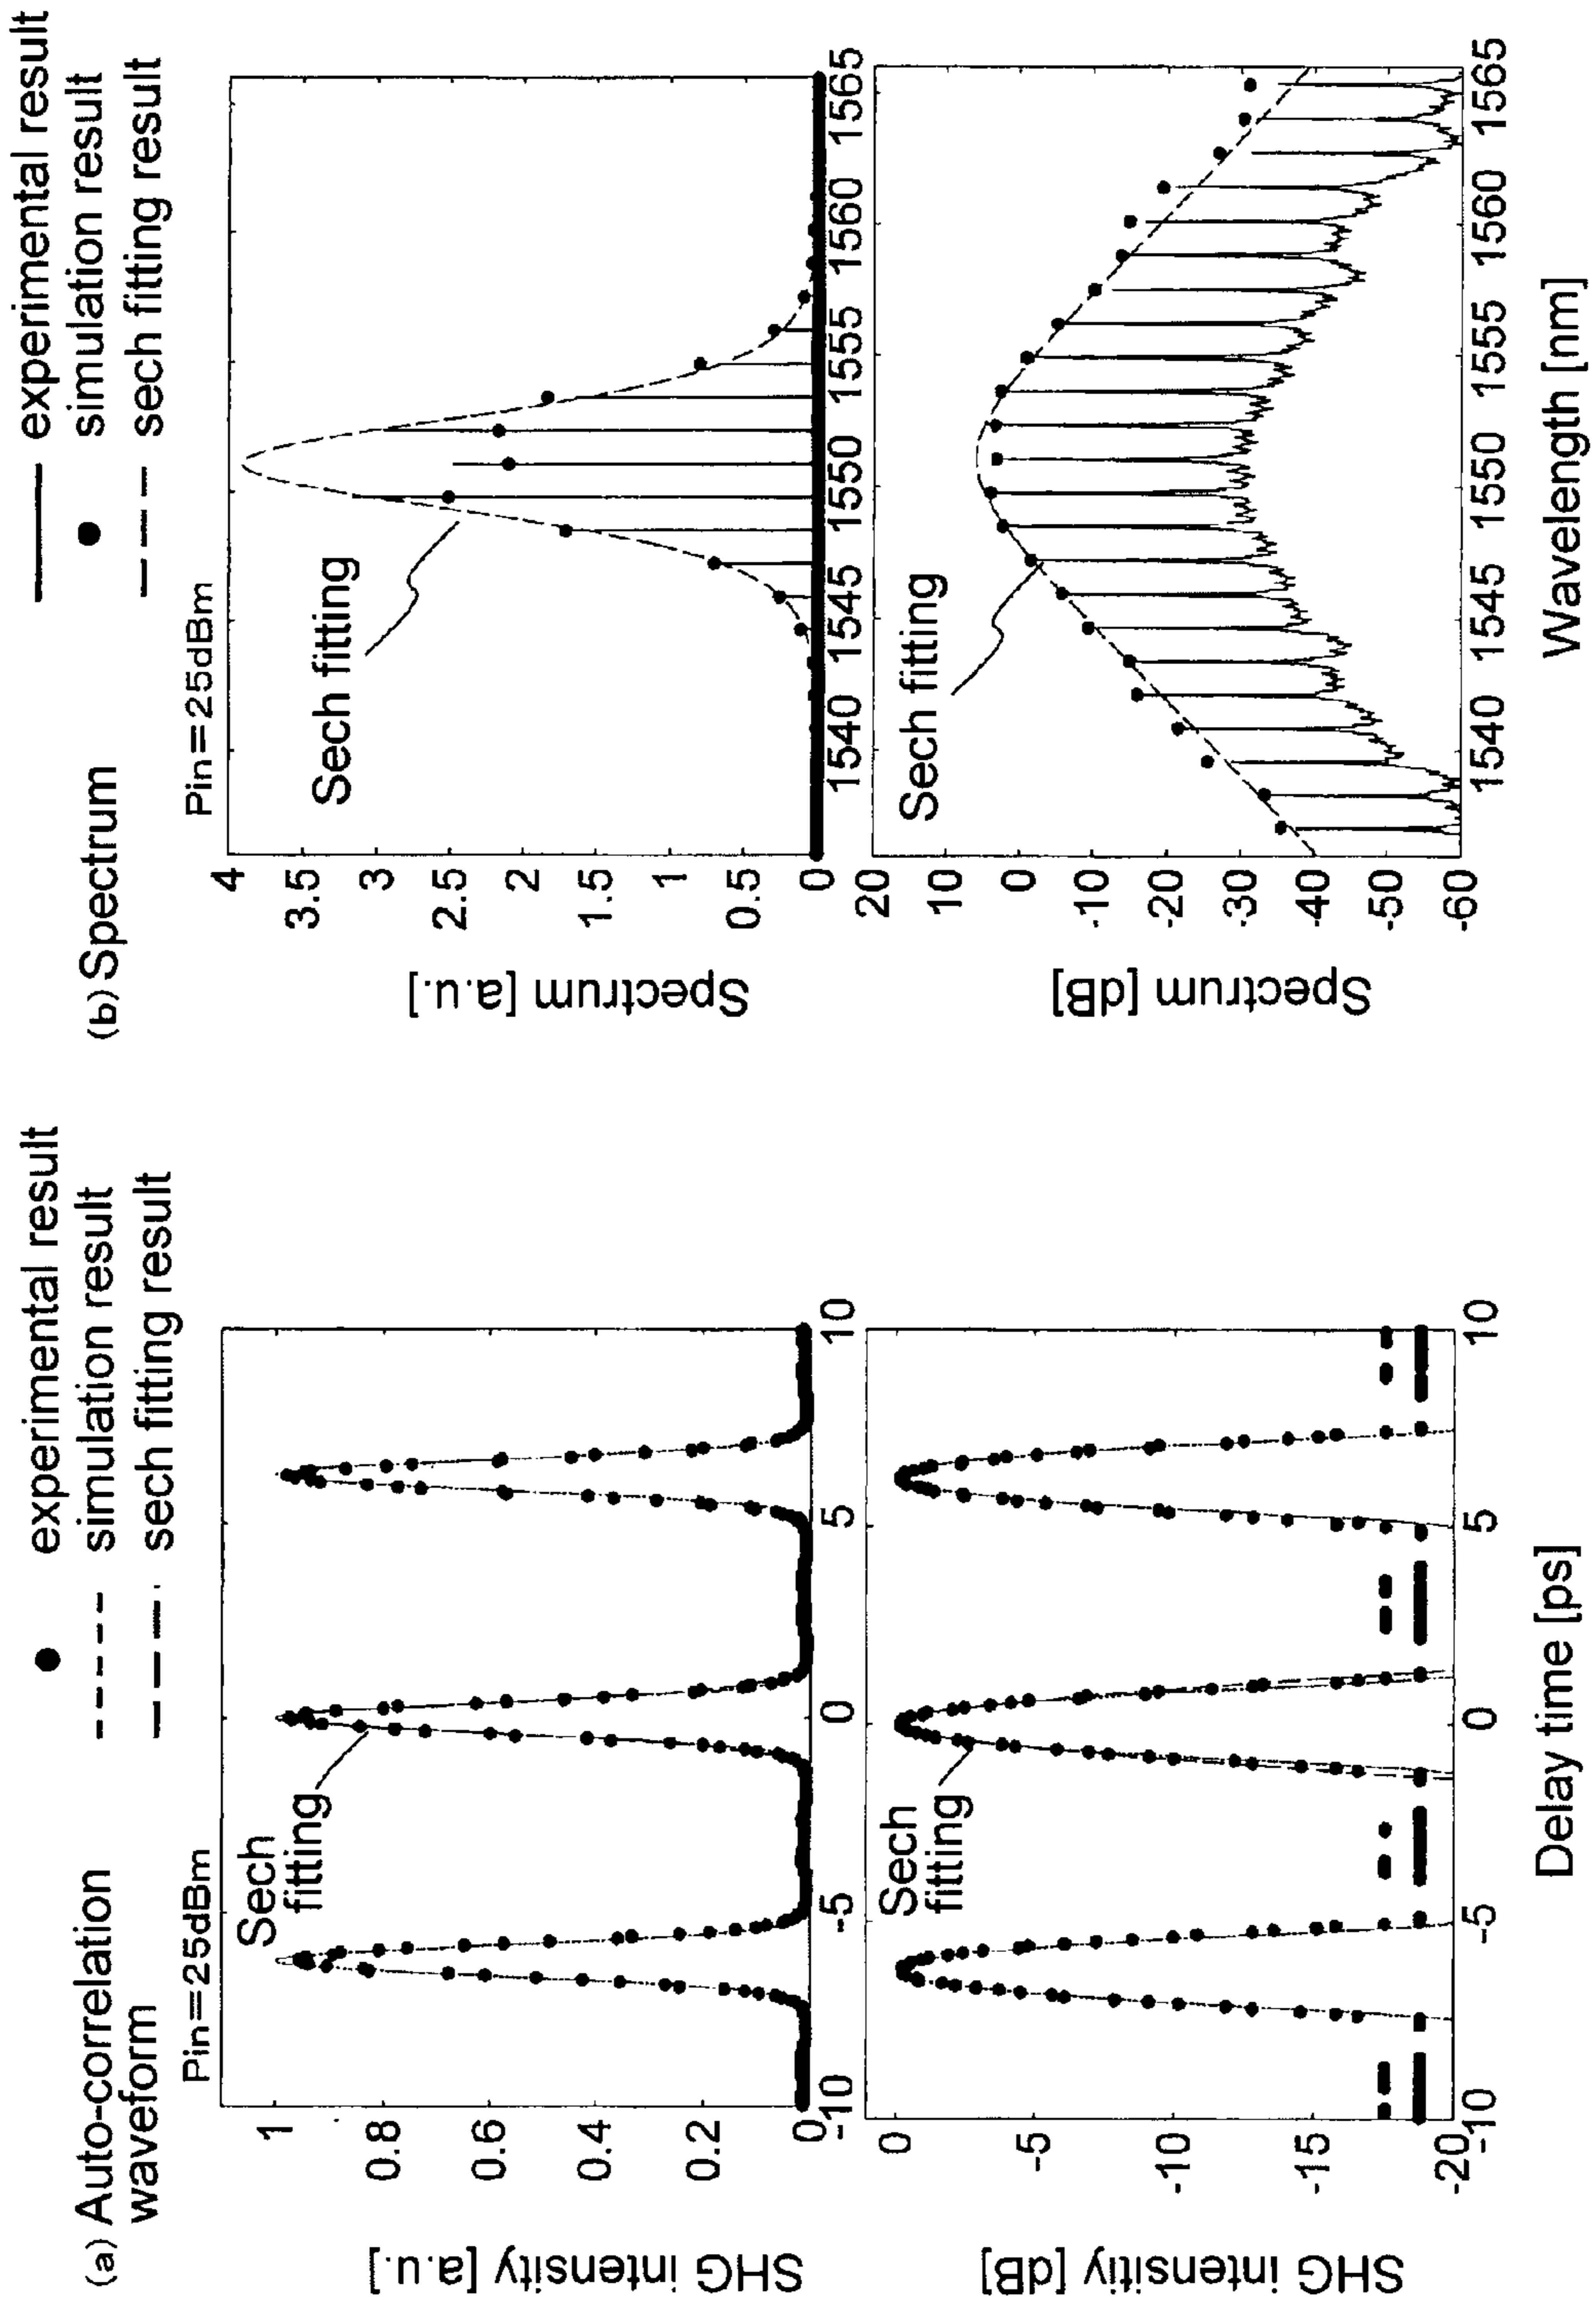 (a) Auto-correlation
waveform
● experimental result
---- simulation result
— — — sech fitting result
Pin=25dBm
SHG intensity [a.u.]
1
0.8
0.6
0.4
0.2
0
Sech
fitting
-10
-5
0
5
10
SHG intensitiy [dB]
0
-5
-10
-15
-20
Sech
fitting
-10
-5
0
5
10
Delay time [ps]
(b) Spectrum
—— experimental result
● simulation result
— — — sech fitting result
Pin=25dBm
Spectrum [a.u.]
4
3.5
3
2.5
2
1.5
1
0.5
0
Sech fitting
1540
1545
1550
1555
1560
1565
Spectrum [dB]
20
10
0
-10
-20
-30
-40
-50
-60
Sech fitting
1540
1545
1550
1555
1560
1565
Wavelength [nm]